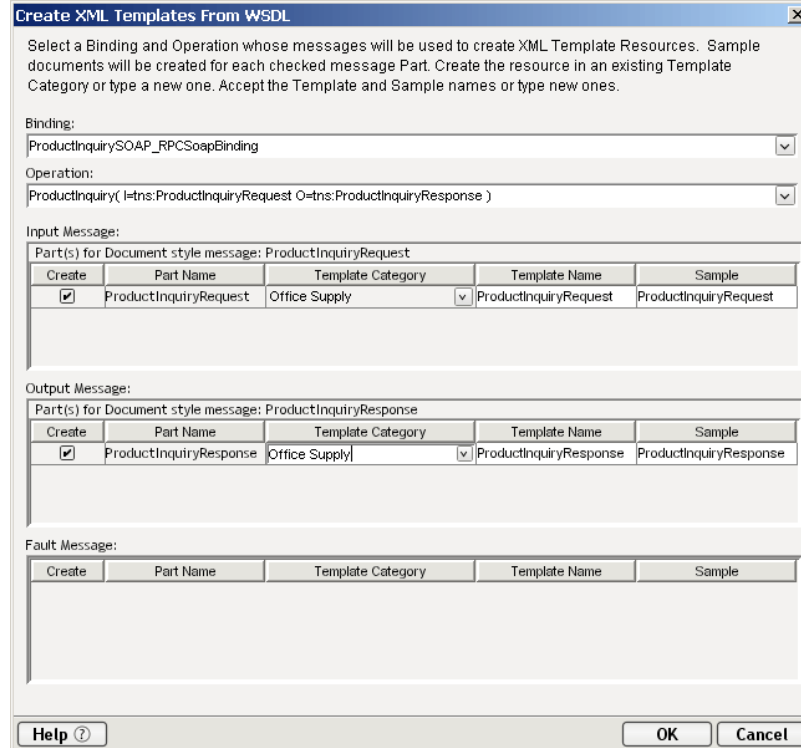 Create XML Templates From WSDL
Select a Binding and Operation whose messages will be used to create XML Template Resources. Sample
documents will be created for each checked message Part. Create the resource in an existing Template
Category or type a new one. Accept the Template and Sample names or type new ones.
Binding:
ProductInquirySOAP_RPCSoapBinding
Operation:
ProductInquiry( I=tns:ProductInquiryRequest O=tns:ProductInquiryResponse )
Input Message:
Part(s) for Document style message: ProductInquiryRequest
Create Part Name Template Category Template Name Sample
ProductInquiryRequest Office Supply ProductInquiryRequest ProductInquiryRequest
Output Message:
Part(s) for Document style message: ProductInquiryResponse
Create Part Name Template Category Template Name Sample
ProductInquiryResponse Office Supply ProductInquiryResponse ProductInquiryResponse
Fault Message:
Create Part Name Template Category Template Name Sample
Help ? OK Cancel